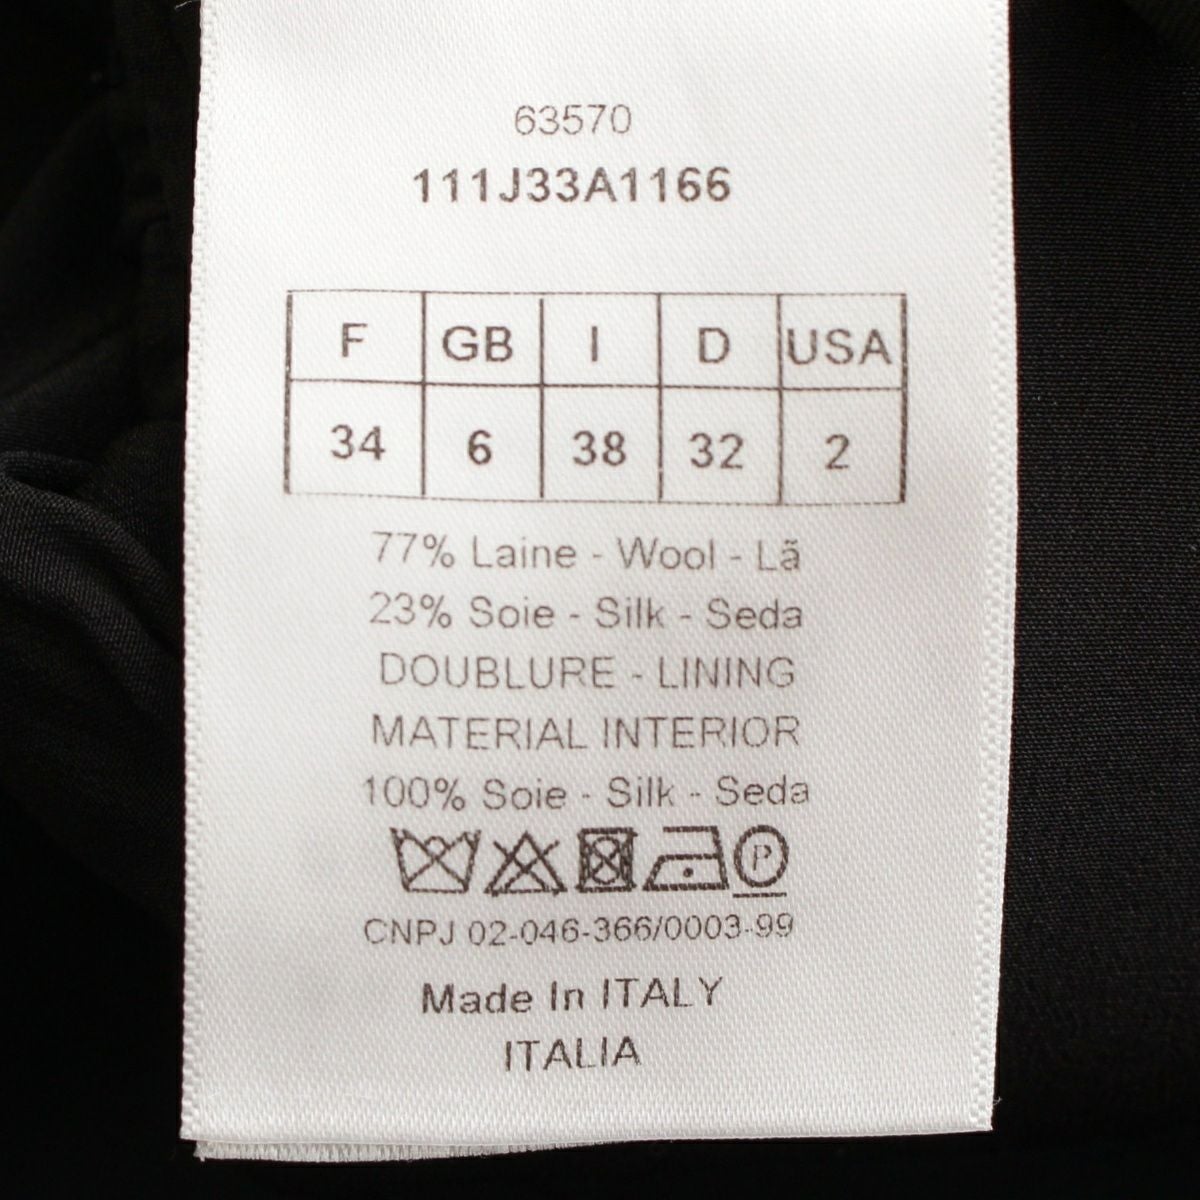 63570
111J33A1166
F GB I D USA
34 6 38 32 2
77% Laine - Wool - Lã
23% Soie - Silk - Seda
DOUBLURE - LINING
MATERIAL INTERIOR
100% Soie - Silk - Seda
P
CNPJ 02-046-366/0003-99
Made In ITALY
ITALIA